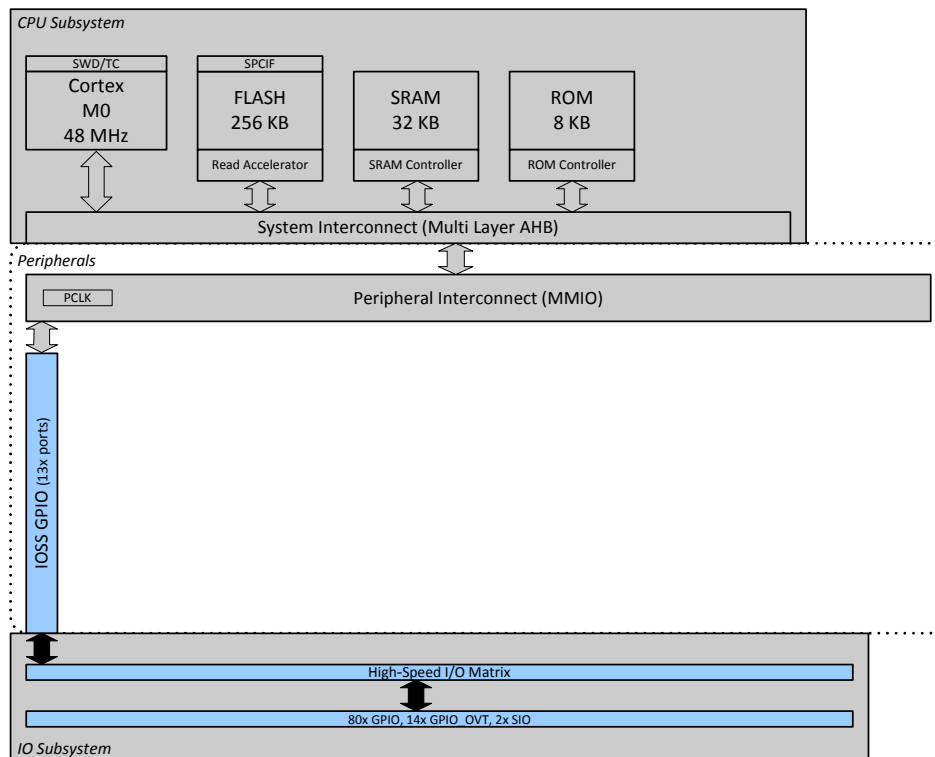 CPU Subsystem
SWD/TC
Cortex
M0
48 MHz
SPCIF
FLASH
256 KB
Read Accelerator
SRAM
32 KB
SRAM Controller
ROM
8 KB
ROM Controller
System Interconnect (Multi Layer AHB)
Peripherals
PCLK
Peripheral Interconnect (MMIO)
IOSS GPIO (13x ports)
High-Speed I/O Matrix
80x GPIO, 14x GPIO_OVT, 2x SIO
IO Subsystem